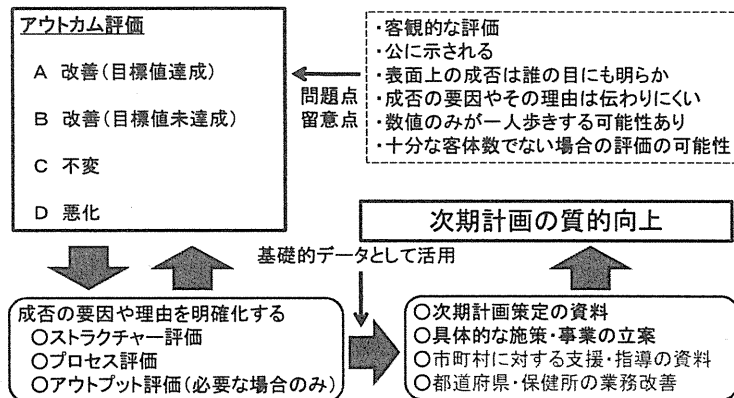 アウトカム評価
A 改善(目標値達成)
B 改善(目標値未達成)
C 不変
D 悪化
問題点
留意点
・客観的な評価
・公に示される
・表面上の成否は誰の目にも明らか
・成否の要因やその理由は伝わりにくい
・数値のみが一人歩きする可能性あり
・十分な客体数でない場合の評価の可能性
次期計画の質的向上
基礎的データとして活用
成否の要因や理由を明確化する
○ストラクチャー評価
○プロセス評価
○アウトプット評価(必要な場合のみ)
○次期計画策定の資料
○具体的な施策・事業の立案
○市町村に対する支援・指導の資料
○都道府県・保健所の業務改善